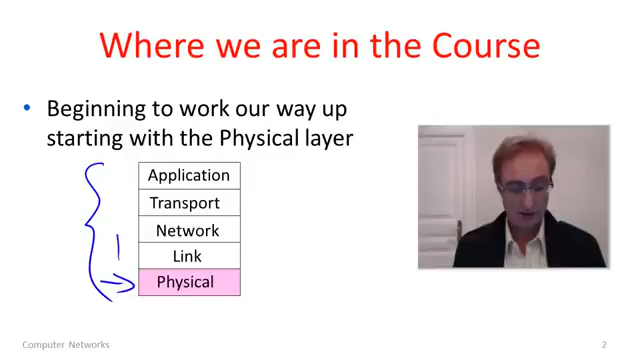 Where we are in the Course
• Beginning to work our way up
starting with the Physical layer
Application
Transport
Network
Link
Physical
Computer Networks
2